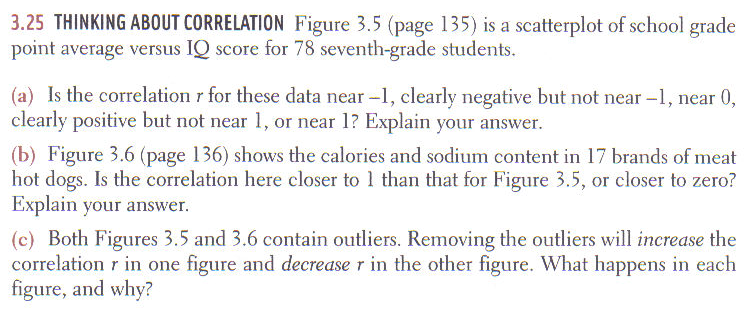 3.25 THINKING ABOUT CORRELATION Figure 3.5 (page 135) is a scatterplot of school grade
point average versus IQ score for 78 seventh-grade students.
(a) Is the correlation r for these data near –1, clearly negative but not near –1, near 0,
clearly positive but not near 1, or near 1? Explain your answer.
(b) Figure 3.6 (page 136) shows the calories and sodium content in 17 brands of meat
hot dogs. Is the correlation here closer to 1 than that for Figure 3.5, or closer to zero?
Explain your answer.
(c) Both Figures 3.5 and 3.6 contain outliers. Removing the outliers will increase the
correlation r in one figure and decrease r in the other figure. What happens in each
figure, and why?